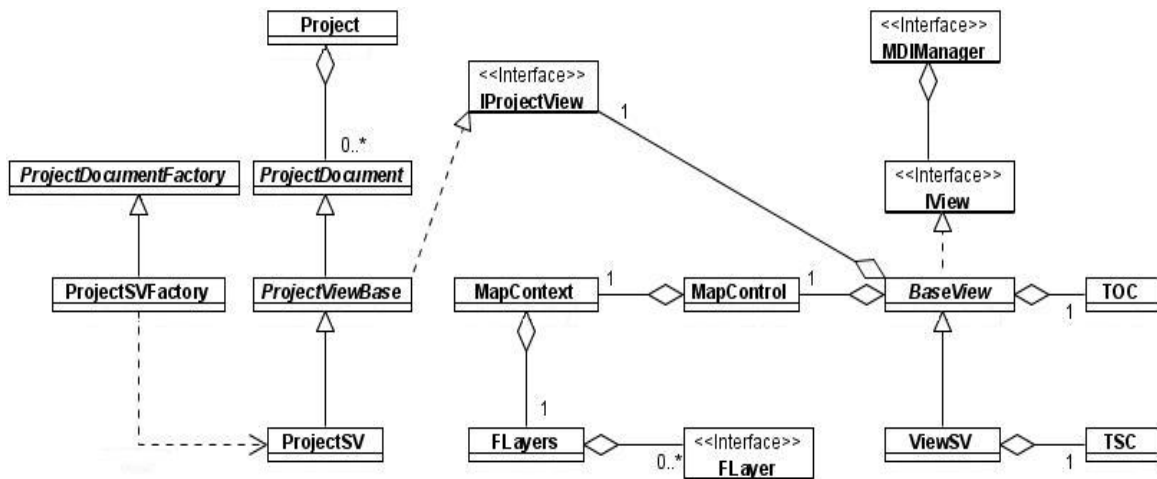 Project
<<Interface>>
MDIManager
<<Interface>>
IProjectView
1
0..*
ProjectDocumentFactory
ProjectDocument
<<Interface>>
IView
ProjectSVFactory
ProjectViewBase
MapContext
1
MapControl
1
BaseView
1
TOC
1
ProjectSV
FLayers
0..*
<<Interface>>
FLayer
ViewSV
1
TSC